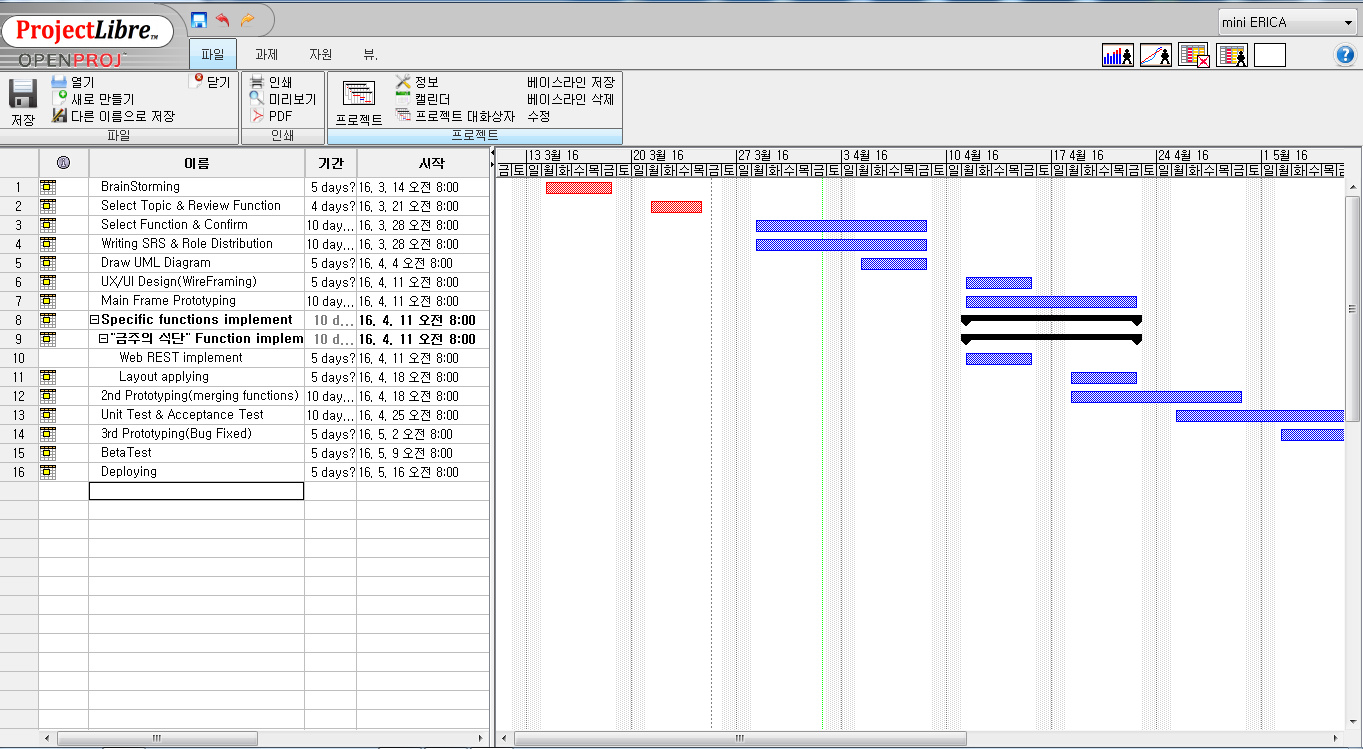 mini ERICA
ProjectLibre™
OPENPROJ™
파일 과제 자원 뷰.
저장
열기 닫기
새로 만들기
다른 이름으로 저장
파일
인쇄
미리보기
PDF
인쇄
프로젝트
정보
캘린더
프로젝트 대화상자
베이스라인 저장
베이스라인 삭제
수정
프로젝트
이름 기간 시작
1 BrainStorming 5 days? 16. 3. 14 오전 8:00
2 Select Topic & Review Function 4 days? 16. 3. 21 오전 8:00
3 Select Function & Confirm 10 day... 16. 3. 28 오전 8:00
4 Writing SRS & Role Distribution 10 day... 16. 3. 28 오전 8:00
5 Draw UML Diagram 5 days? 16. 4. 4 오전 8:00
6 UX/UI Design(WireFraming) 5 days? 16. 4. 11 오전 8:00
7 Main Frame Prototyping 10 day... 16. 4. 11 오전 8:00
8 Specific functions implement 10 d... 16. 4. 11 오전 8:00
9 "금주의 식단" Function implem 10 d... 16. 4. 11 오전 8:00
10 Web REST implement 5 days? 16. 4. 11 오전 8:00
11 Layout applying 5 days? 16. 4. 18 오전 8:00
12 2nd Prototyping(merging functions) 10 day... 16. 4. 18 오전 8:00
13 Unit Test & Acceptance Test 10 day... 16. 4. 25 오전 8:00
14 3rd Prototyping(Bug Fixed) 5 days? 16. 5. 2 오전 8:00
15 BetaTest 5 days? 16. 5. 9 오전 8:00
16 Deploying 5 days? 16. 5. 16 오전 8:00
13 3월 16 20 3월 16 27 3월 16 3 4월 16 10 4월 16 17 4월 16 24 4월 16 1 5월 16
금 토 일 월 화 수 목 금 토 일 월 화 수 목 금 토 일 월 화 수 목 금 토 일 월 화 수 목 금 토 일 월 화 수 목 금 토 일 월 화 수 목 금 토 일 월 화 수 목 금 토 일 월 화 수 목